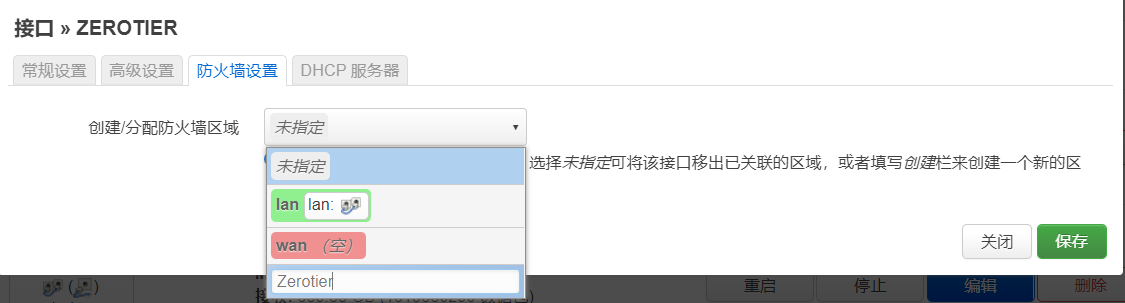 接口 » ZEROTIER
常规设置 高级设置 防火墙设置 DHCP 服务器
创建/分配防火墙区域 未指定
选择未指定可将该接口移出已关联的区域，或者填写创建栏来创建一个新的区
未指定
lan lan:
wan （空）
Zerotier
关闭 保存
重启 停止 编辑 删除